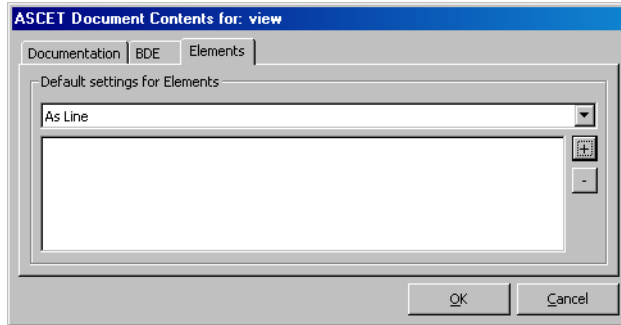 ASCET Document Contents for: view
Documentation BDE Elements
Default settings for Elements
As Line
+
-
OK Cancel